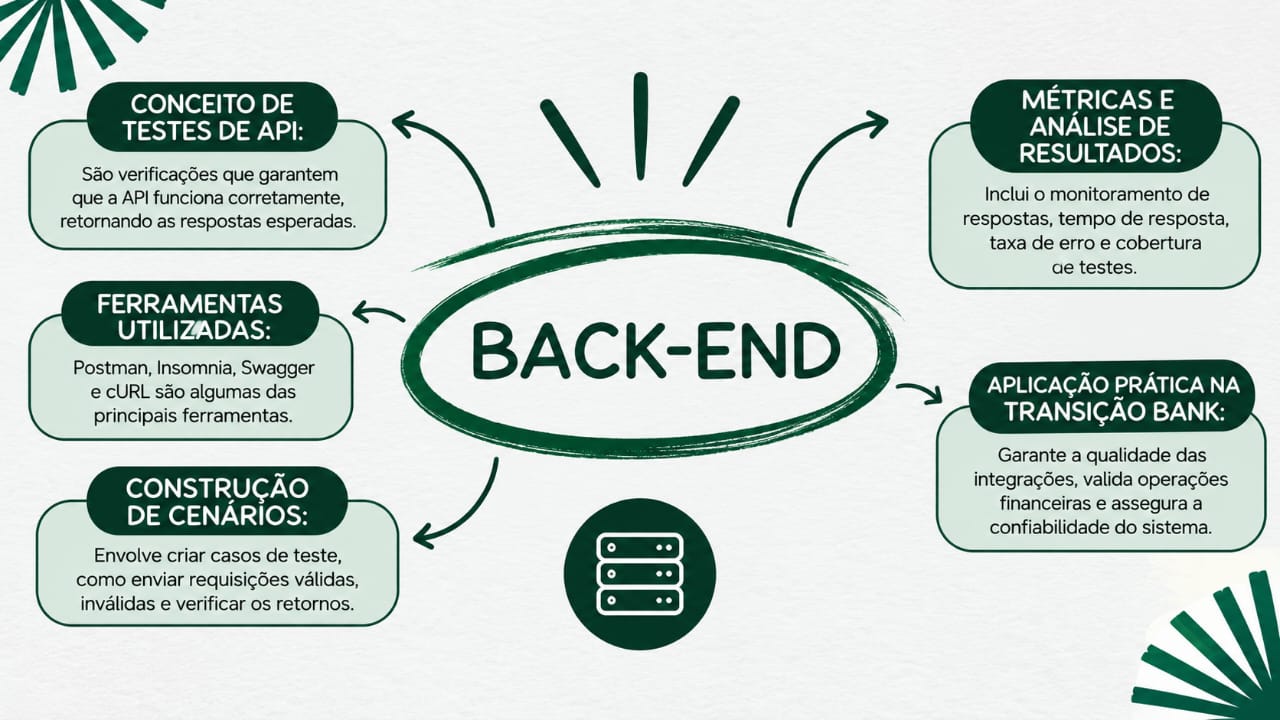 CONCEITO DE
TESTES DE API:
São verificações que garantem
que a API funciona corretamente,
retornando as respostas esperadas.
FERRAMENTAS
UTILIZADAS:
Postman, Insomnia, Swagger
e cURL são algumas das
principais ferramentas.
CONSTRUÇÃO
DE CENÁRIOS:
Envolve criar casos de teste,
como enviar requisições válidas,
inválidas e verificar os retornos.
BACK-END
MÉTRICAS E
ANÁLISE DE
RESULTADOS:
Inclui o monitoramento de
respostas, tempo de resposta,
taxa de erro e cobertura
de testes.
APLICAÇÃO PRÁTICA NA
TRANSIÇÃO BANK:
Garante a qualidade das
integrações, valida operações
financeiras e assegura a
confiabilidade do sistema.